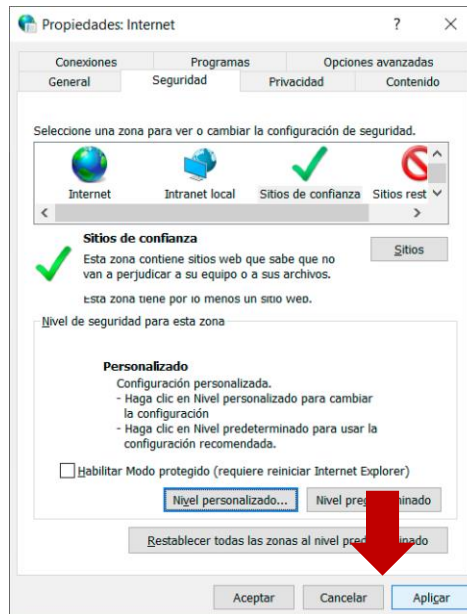 Propiedades: Internet
Conexiones Programas Opciones avanzadas
General Seguridad Privacidad Contenido
Seleccione una zona para ver o cambiar la configuración de seguridad.
Internet Intranet local Sitios de confianza Sitios rest
Sitios de confianza
Sitios
Esta zona contiene sitios web que sabe que no
van a perjudicar a su equipo o a sus archivos.
Esta zona tiene por lo menos un sitio web.
Nivel de seguridad para esta zona
Personalizado
Configuración personalizada.
- Haga clic en Nivel personalizado para cambiar
la configuración
- Haga clic en Nivel predeterminado para usar la
configuración recomendada.
Habilitar Modo protegido (requiere reiniciar Internet Explorer)
Nivel personalizado... Nivel pre inado
Restablecer todas las zonas al nivel pre inado
Aceptar Cancelar Aplicar